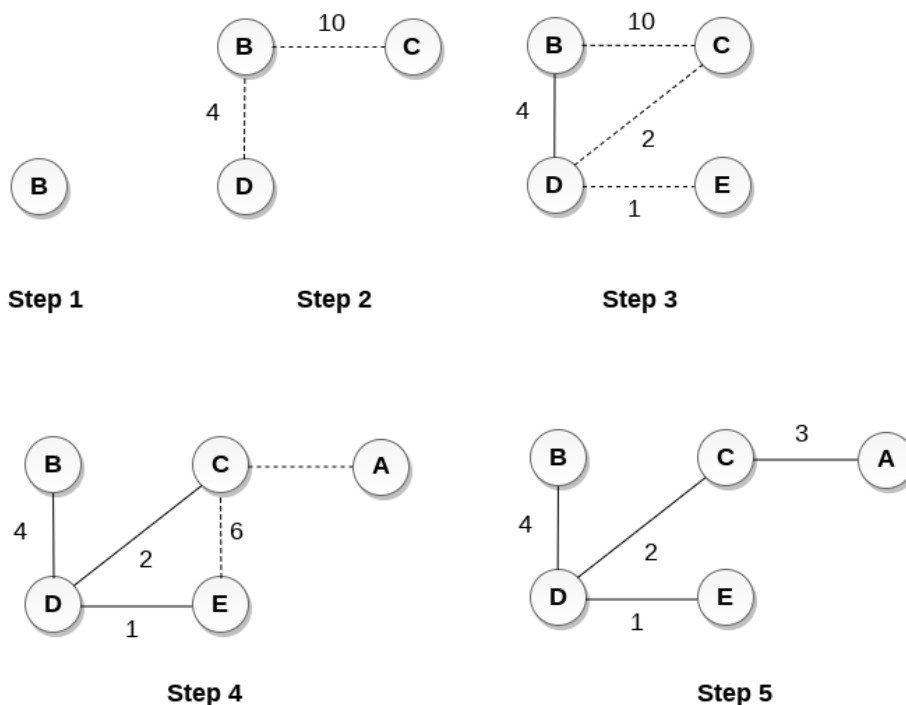 10
B C
4
B D
Step 1 Step 2
10
B C
4
2
D E
1
Step 3
B C A
4 6
2
D E
1
Step 4
3
B C A
4
2
D E
1
Step 5